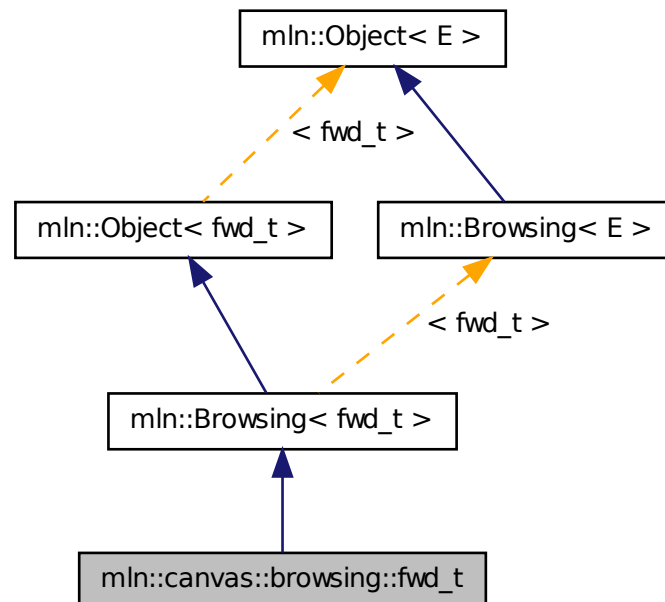 mln::Object< E >
< fwd_t >
mln::Object< fwd_t >
mln::Browsing< E >
< fwd_t >
mln::Browsing< fwd_t >
mln::canvas::browsing::fwd_t